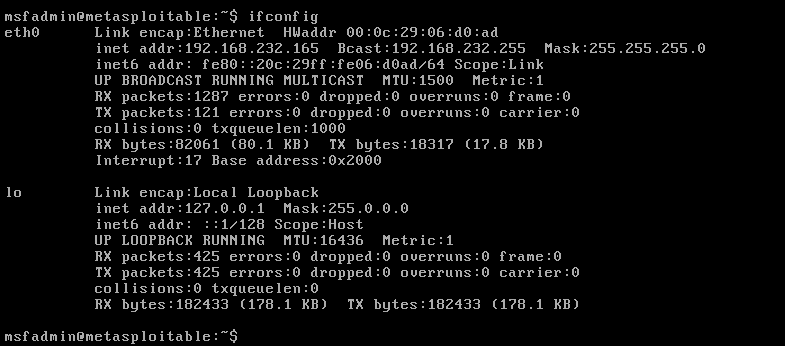 msfadmin@metasploitable:~$ ifconfig
eth0      Link encap:Ethernet  HWaddr 00:0c:29:06:d0:ad
          inet addr:192.168.232.165  Bcast:192.168.232.255  Mask:255.255.255.0
          inet6 addr: fe80::20c:29ff:fe06:d0ad/64 Scope:Link
          UP BROADCAST RUNNING MULTICAST  MTU:1500  Metric:1
          RX packets:1287 errors:0 dropped:0 overruns:0 frame:0
          TX packets:121 errors:0 dropped:0 overruns:0 carrier:0
          collisions:0 txqueuelen:1000
          RX bytes:82061 (80.1 KB)  TX bytes:18317 (17.8 KB)
          Interrupt:17 Base address:0x2000
lo        Link encap:Local Loopback
          inet addr:127.0.0.1  Mask:255.0.0.0
          inet6 addr: ::1/128 Scope:Host
          UP LOOPBACK RUNNING  MTU:16436  Metric:1
          RX packets:425 errors:0 dropped:0 overruns:0 frame:0
          TX packets:425 errors:0 dropped:0 overruns:0 carrier:0
          collisions:0 txqueuelen:0
          RX bytes:182433 (178.1 KB)  TX bytes:182433 (178.1 KB)
msfadmin@metasploitable:~$